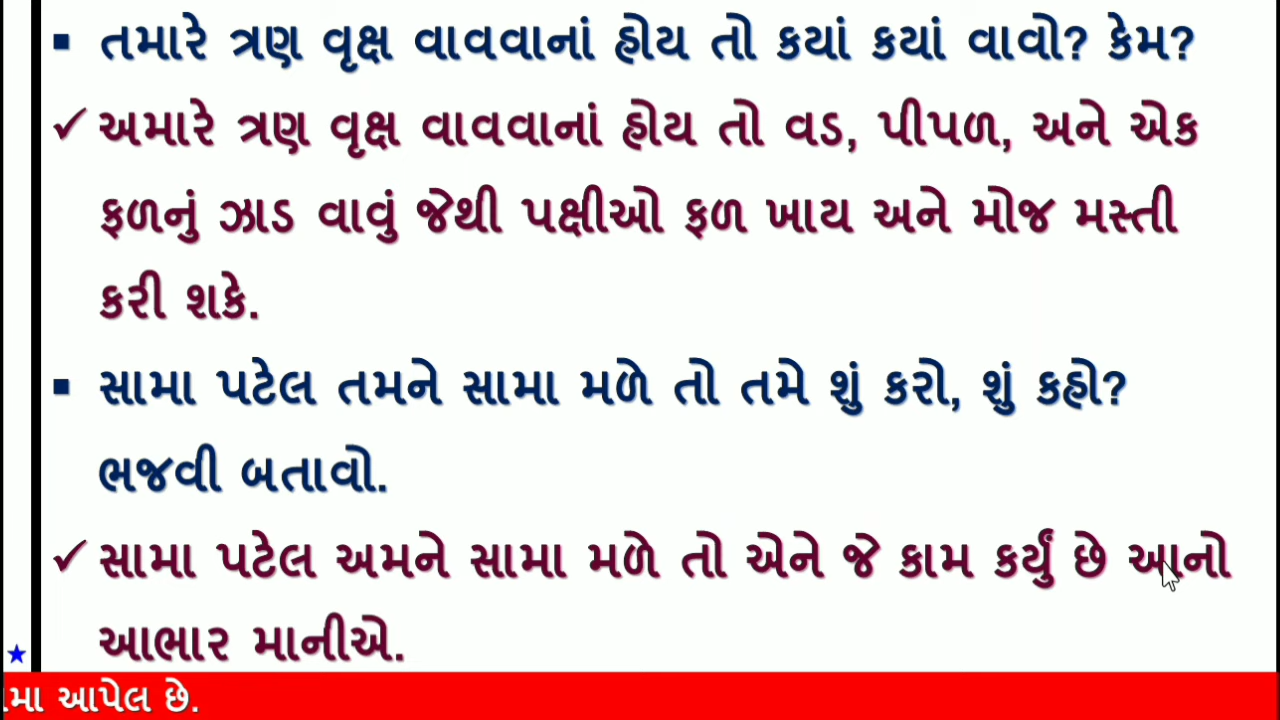 ▪ તમારે ત્રણ વૃક્ષ વાવવાનાં હોય તો કયાં કયાં વાવો? કેમ?
✓ અમારે ત્રણ વૃક્ષ વાવવાનાં હોય તો વડ, પીપળ, અને એક
ફળનું ઝાડ વાવું જેથી પક્ષીઓ ફળ ખાય અને મોજ મસ્તી
કરી શકે.
▪ સામા પટેલ તમને સામા મળે તો તમે શું કરો, શું કહો?
ભજવી બતાવો.
✓ સામા પટેલ અમને સામા મળે તો એને જે કામ કર્યું છે આનો
આભાર માનીએ.
આપેલ છે.